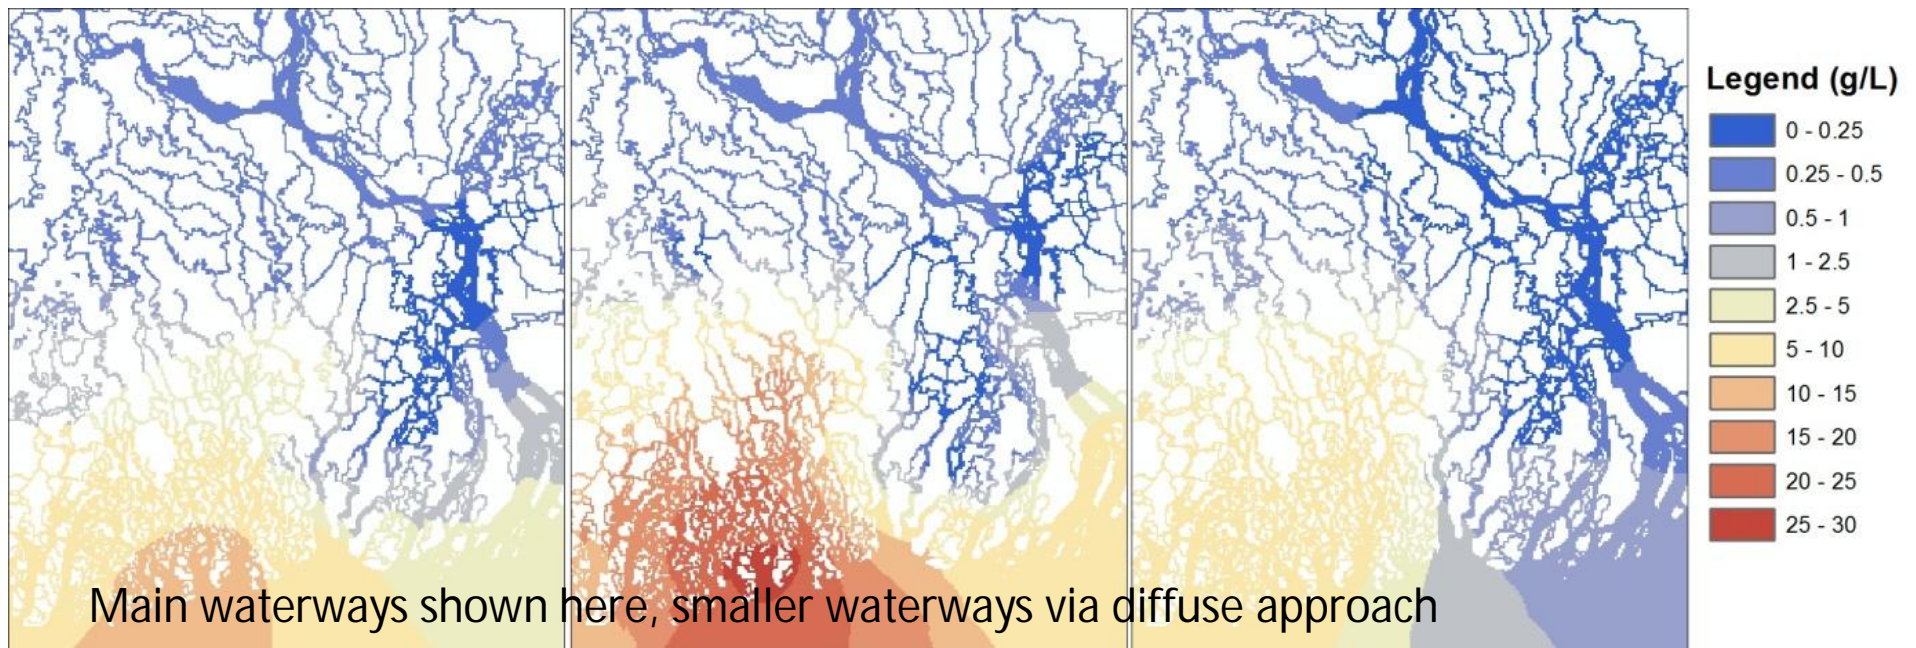 Legend (g/L)
0 - 0.25
0.25 - 0.5
0.5 - 1
1 - 2.5
2.5 - 5
5 - 10
10 - 15
15 - 20
20 - 25
25 - 30
Main waterways shown here, smaller waterways via diffuse approach